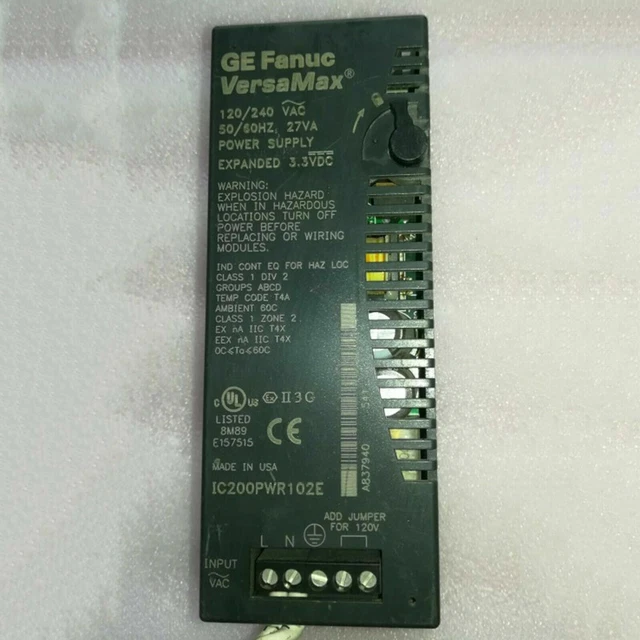 GE Fanuc
VersaMax®
120/240 VAC
50/60HZ, 27VA
POWER SUPPLY
EXPANDED 3.3VDC
WARNING:
EXPLOSION HAZARD
WHEN IN HAZARDOUS
LOCATIONS TURN OFF
POWER BEFORE
REPLACING OR WIRING
MODULES.
IND CONT EQ FOR HAZ LOC
CLASS 1 DIV 2
GROUPS ABCD
TEMP CODE T4A
AMBIENT 60C
CLASS 1 ZONE 2
EX nA IIC T4X
EEX nA IIC T4X
0C≤Ta≤60C
c UL us
Ex II 3 G
LISTED
8M89
E157515
CE
MADE IN USA
IC200PWR102E
A837940
ADD JUMPER
FOR 120V
L N
INPUT
VAC